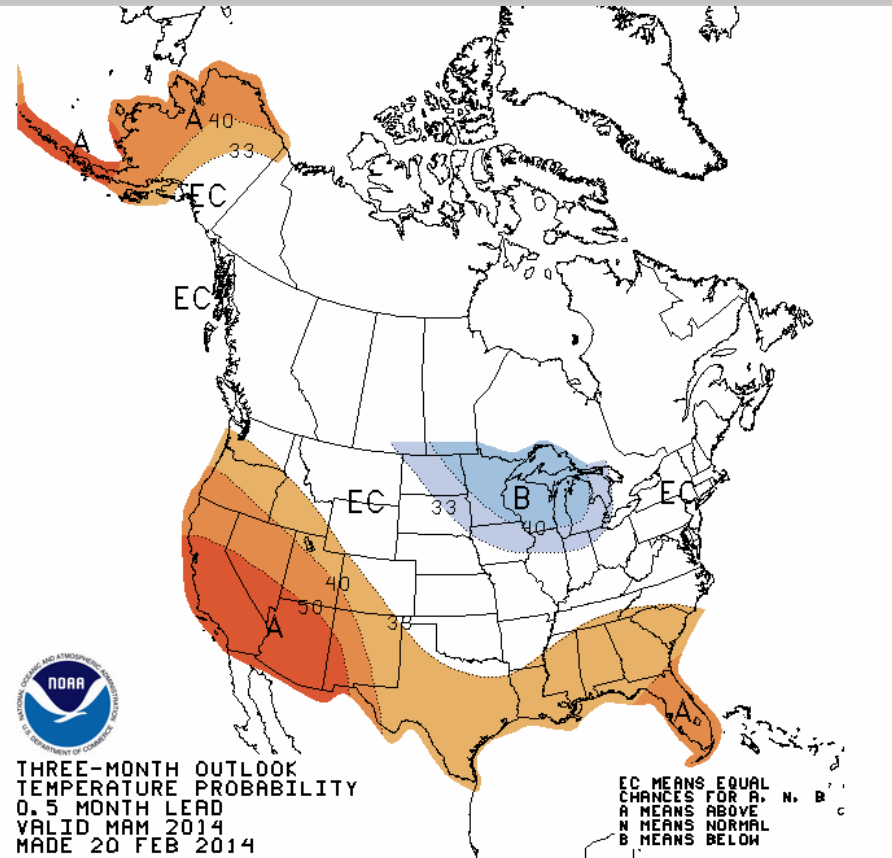 A
A 40
33
EC
EC
EC
33
B
40
EC
40
50
A
33
A
NATIONAL OCEANIC AND ATMOSPHERIC ADMINISTRATION
NOAA
U.S. DEPARTMENT OF COMMERCE
THREE-MONTH OUTLOOK
TEMPERATURE PROBABILITY
0.5 MONTH LEAD
VALID MAM 2014
MADE 20 FEB 2014
EC MEANS EQUAL
CHANCES FOR A, N, B
A MEANS ABOVE
N MEANS NORMAL
B MEANS BELOW